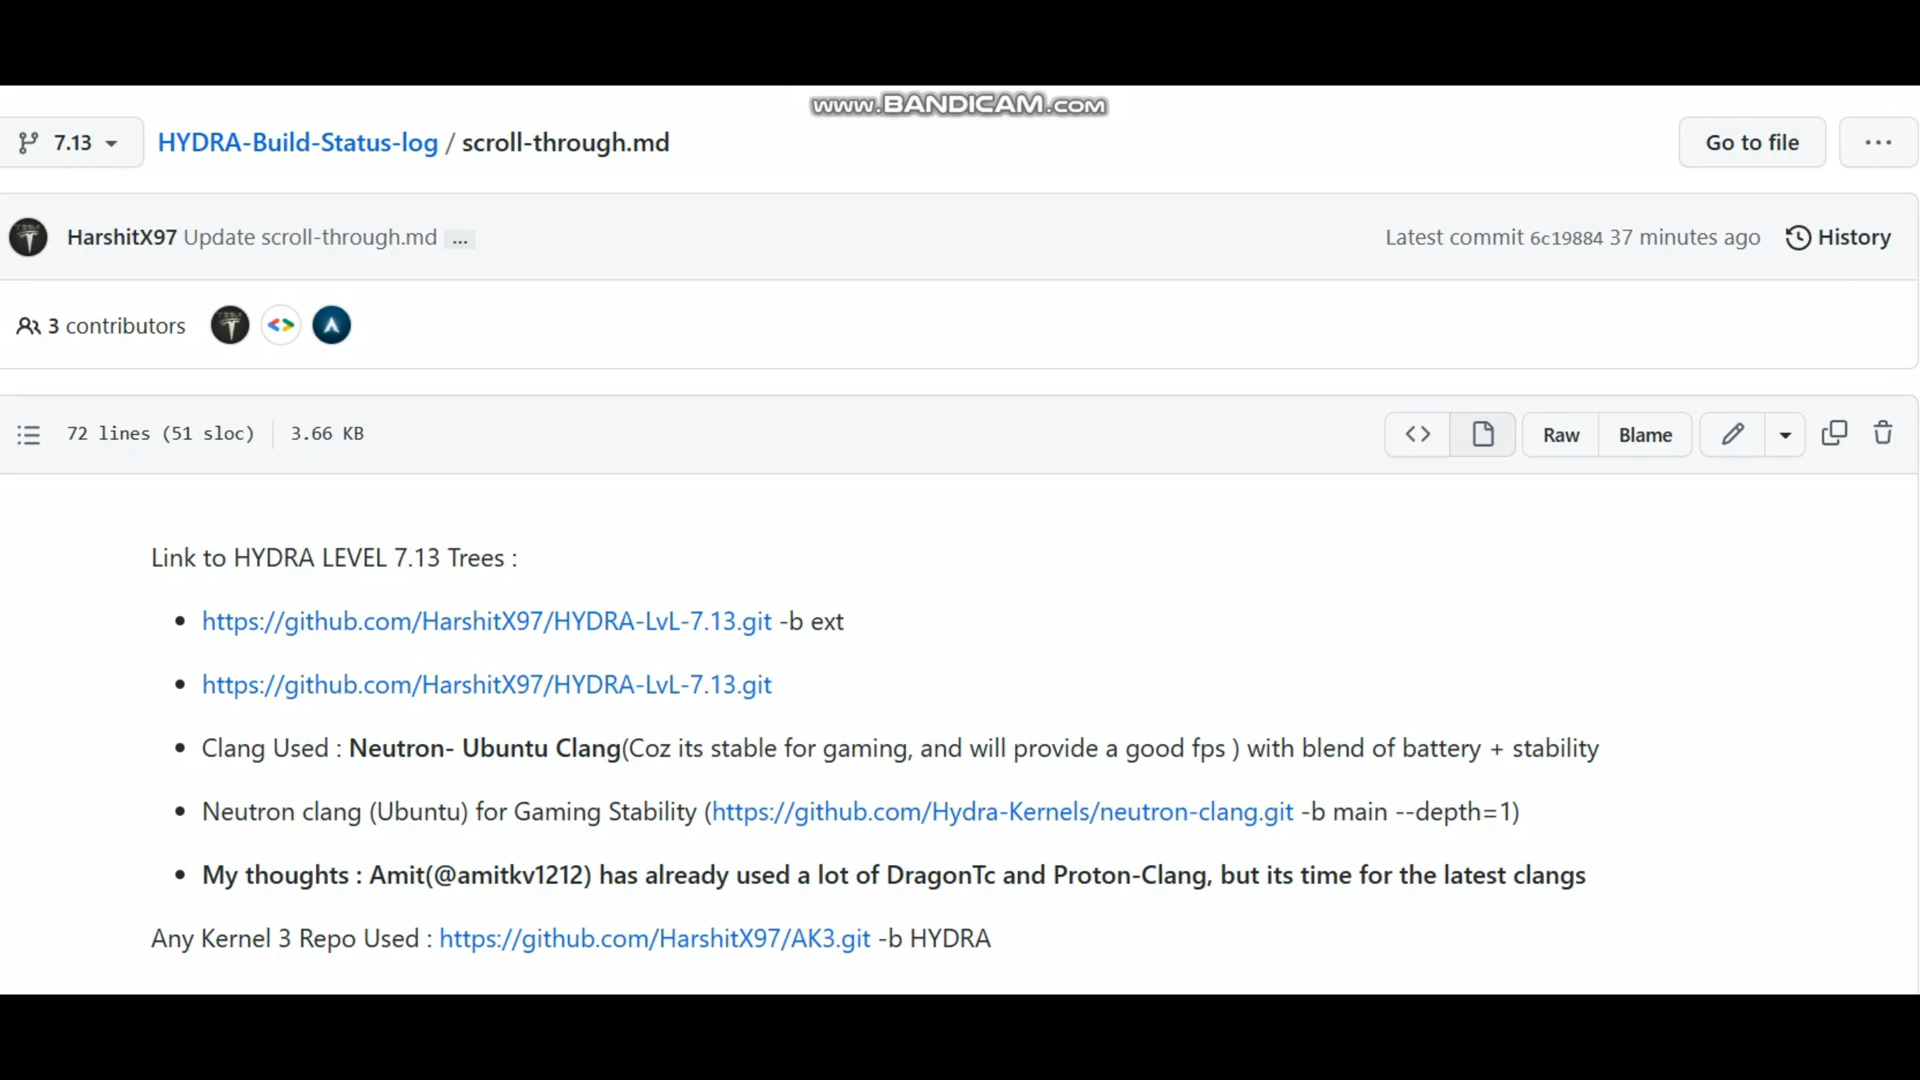 www.BANDICAM.com
7.13
HYDRA-Build-Status-log / scroll-through.md
Go to file
...
HarshitX97 Update scroll-through.md ...
Latest commit 6c19884 37 minutes ago
History
3 contributors
72 lines (51 sloc)
3.66 KB
Raw
Blame
Link to HYDRA LEVEL 7.13 Trees :
• https://github.com/HarshitX97/HYDRA-LvL-7.13.git -b ext
• https://github.com/HarshitX97/HYDRA-LvL-7.13.git
• Clang Used : Neutron- Ubuntu Clang(Coz its stable for gaming, and will provide a good fps ) with blend of battery + stability
• Neutron clang (Ubuntu) for Gaming Stability (https://github.com/Hydra-Kernels/neutron-clang.git -b main --depth=1)
• My thoughts : Amit(@amitkv1212) has already used a lot of DragonTc and Proton-Clang, but its time for the latest clangs
Any Kernel 3 Repo Used : https://github.com/HarshitX97/AK3.git -b HYDRA